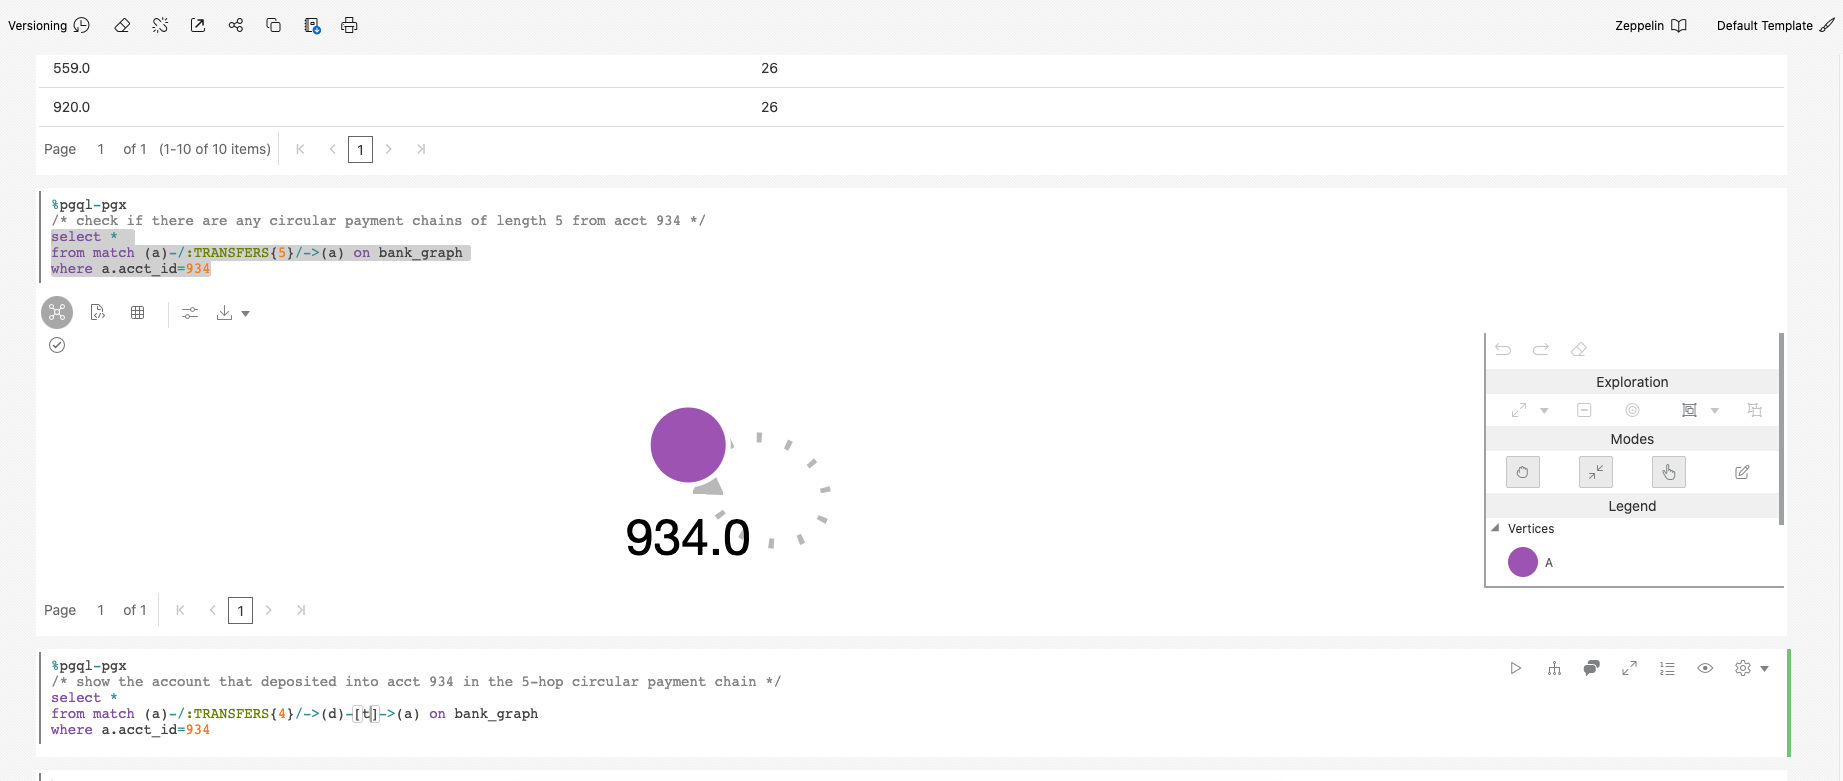 Versioning
Zeppelin
Default Template
559.0 26
920.0 26
Page 1 of 1 (1-10 of 10 items) 1
%pgql-pgx
/* check if there are any circular payment chains of length 5 from acct 934 */
select *
from match (a)-/:TRANSFERS{5}/->(a) on bank_graph
where a.acct_id=934
Exploration
Modes
Legend
Vertices
A
934.0
Page 1 of 1 1
%pgql-pgx
/* show the account that deposited into acct 934 in the 5-hop circular payment chain */
select *
from match (a)-/:TRANSFERS{4}/->(d)-[t]->(a) on bank_graph
where a.acct_id=934